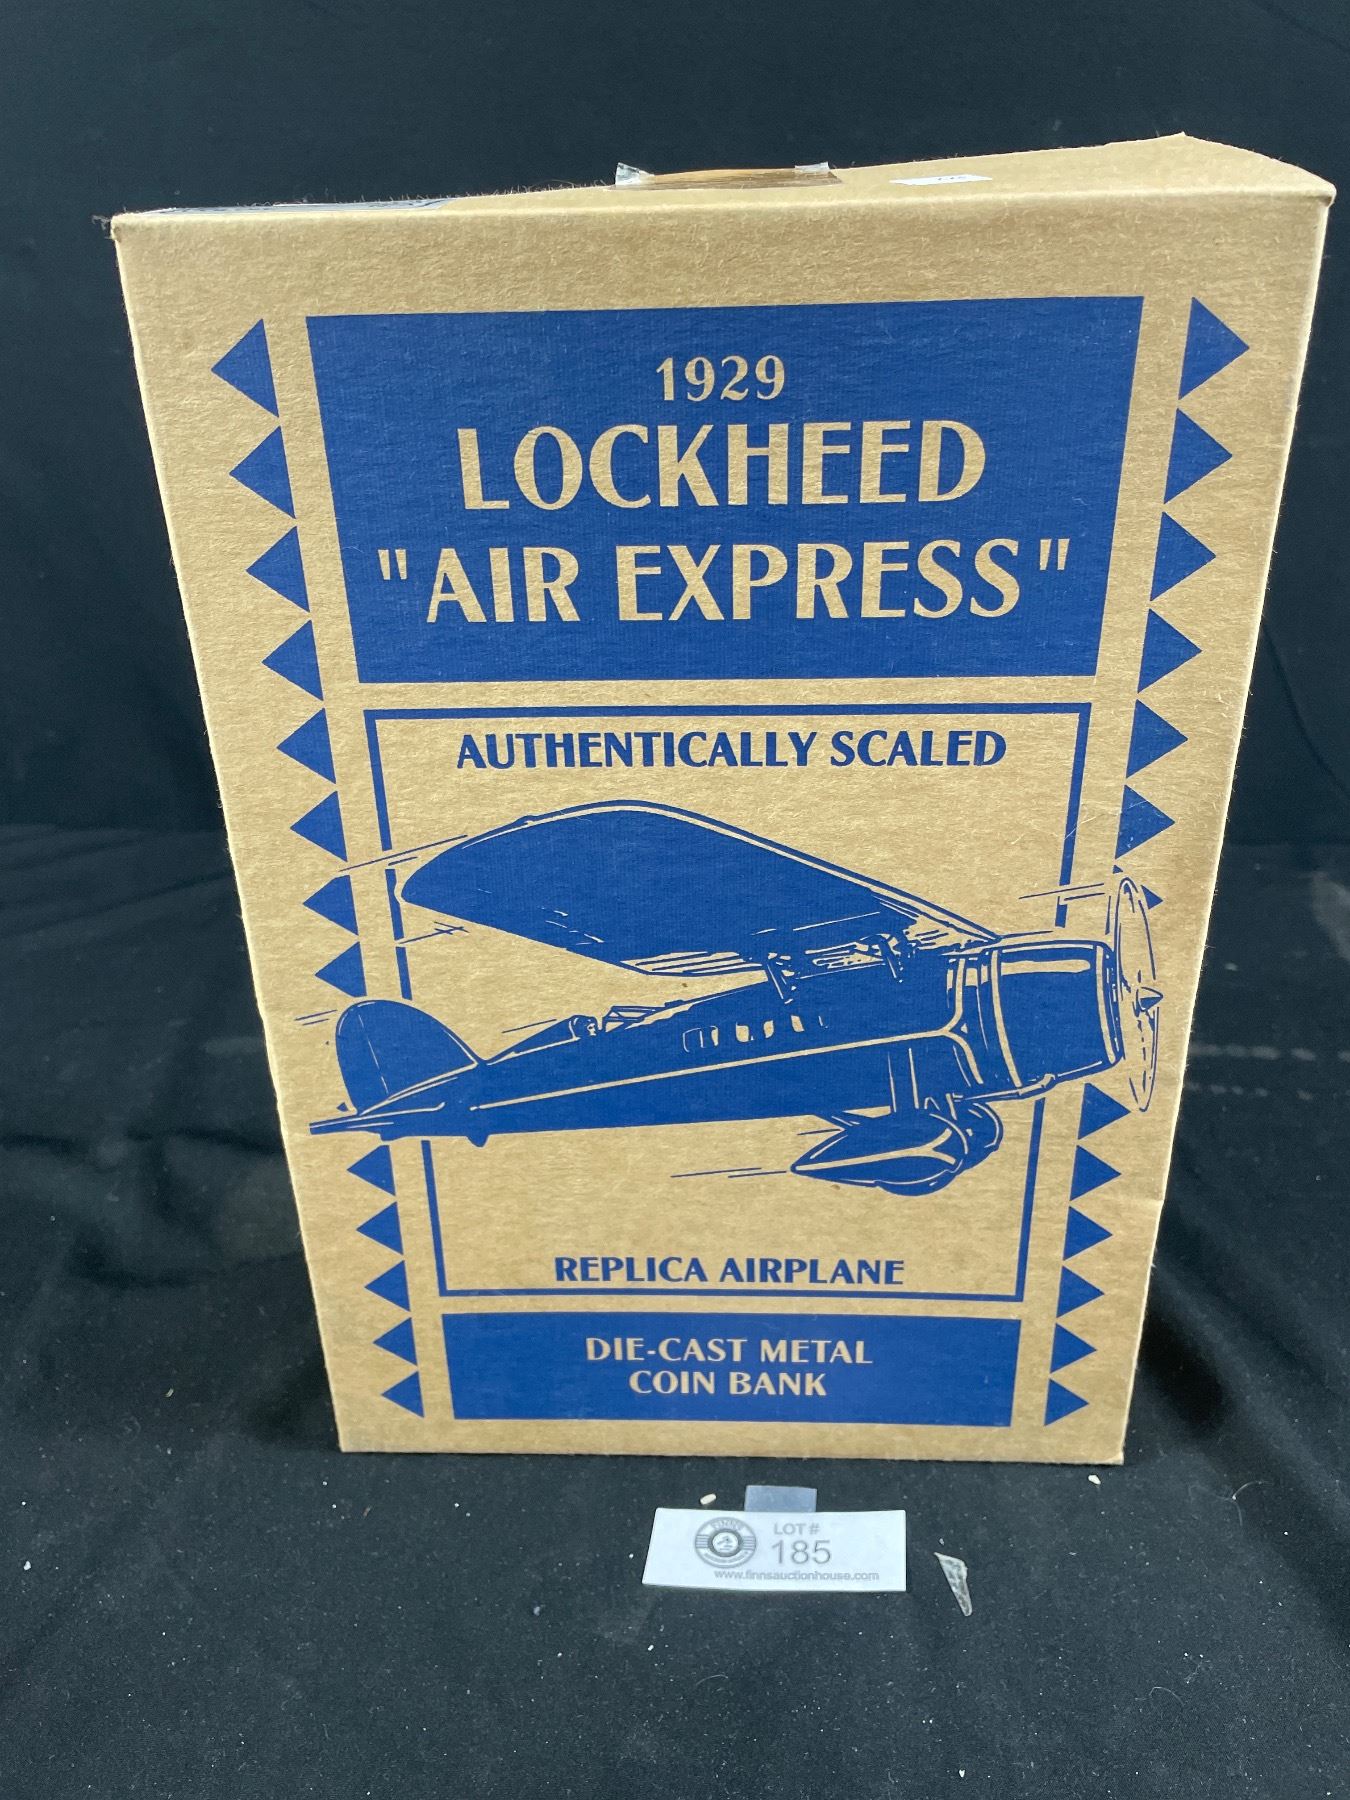 1929
LOCKHEED
"AIR EXPRESS"
AUTHENTICALLY SCALED
REPLICA AIRPLANE
DIE-CAST METAL
COIN BANK
LOT #
185
www.finnsauctionhouse.com